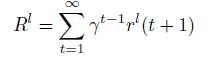 $R^l = \sum_{t=1}^{\infty} \gamma^{t-1} r^l(t+1)$